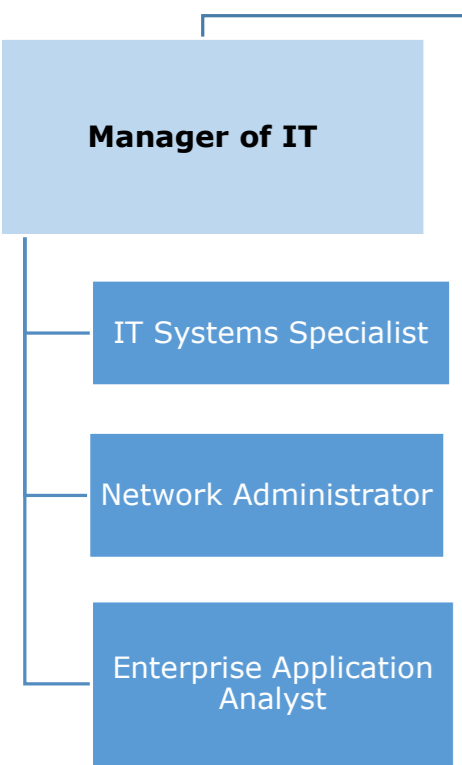 Manager of IT
IT Systems Specialist
Network Administrator
Enterprise Application
Analyst